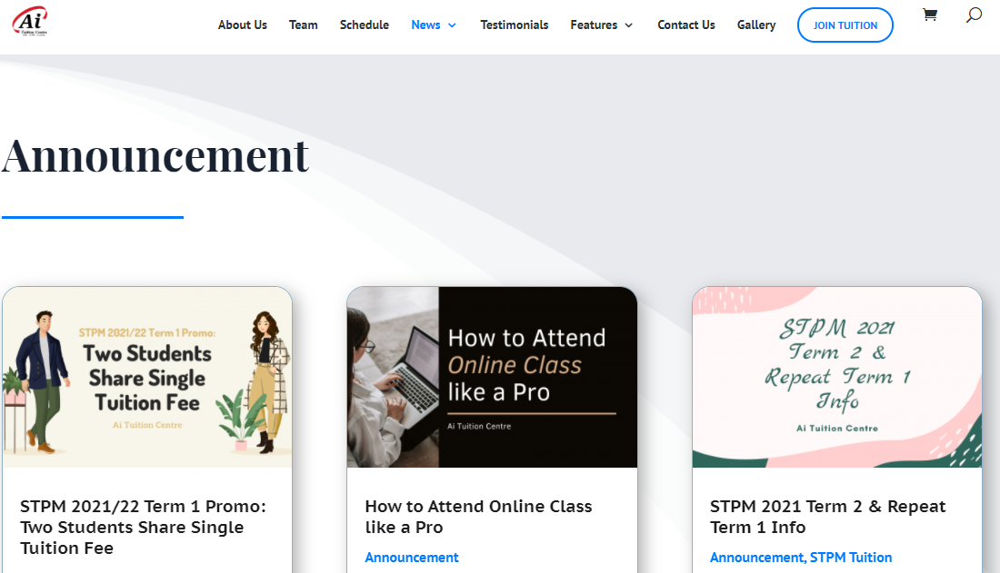 Ai
Tuition Centre
About Us
Team
Schedule
News
Testimonials
Features
Contact Us
Gallery
JOIN TUITION
Announcement
STPM 2021/22 Term 1 Promo:
Two Students
Share Single
Tuition Fee
Ai Tuition Centre
How to Attend
Online Class
like a Pro
Ai Tuition Centre
STPM 2021
Term 2 &
Repeat Term 1
Info
Ai Tuition Centre
STPM 2021/22 Term 1 Promo:
Two Students Share Single
Tuition Fee
How to Attend Online Class
like a Pro
Announcement
STPM 2021 Term 2 & Repeat
Term 1 Info
Announcement, STPM Tuition